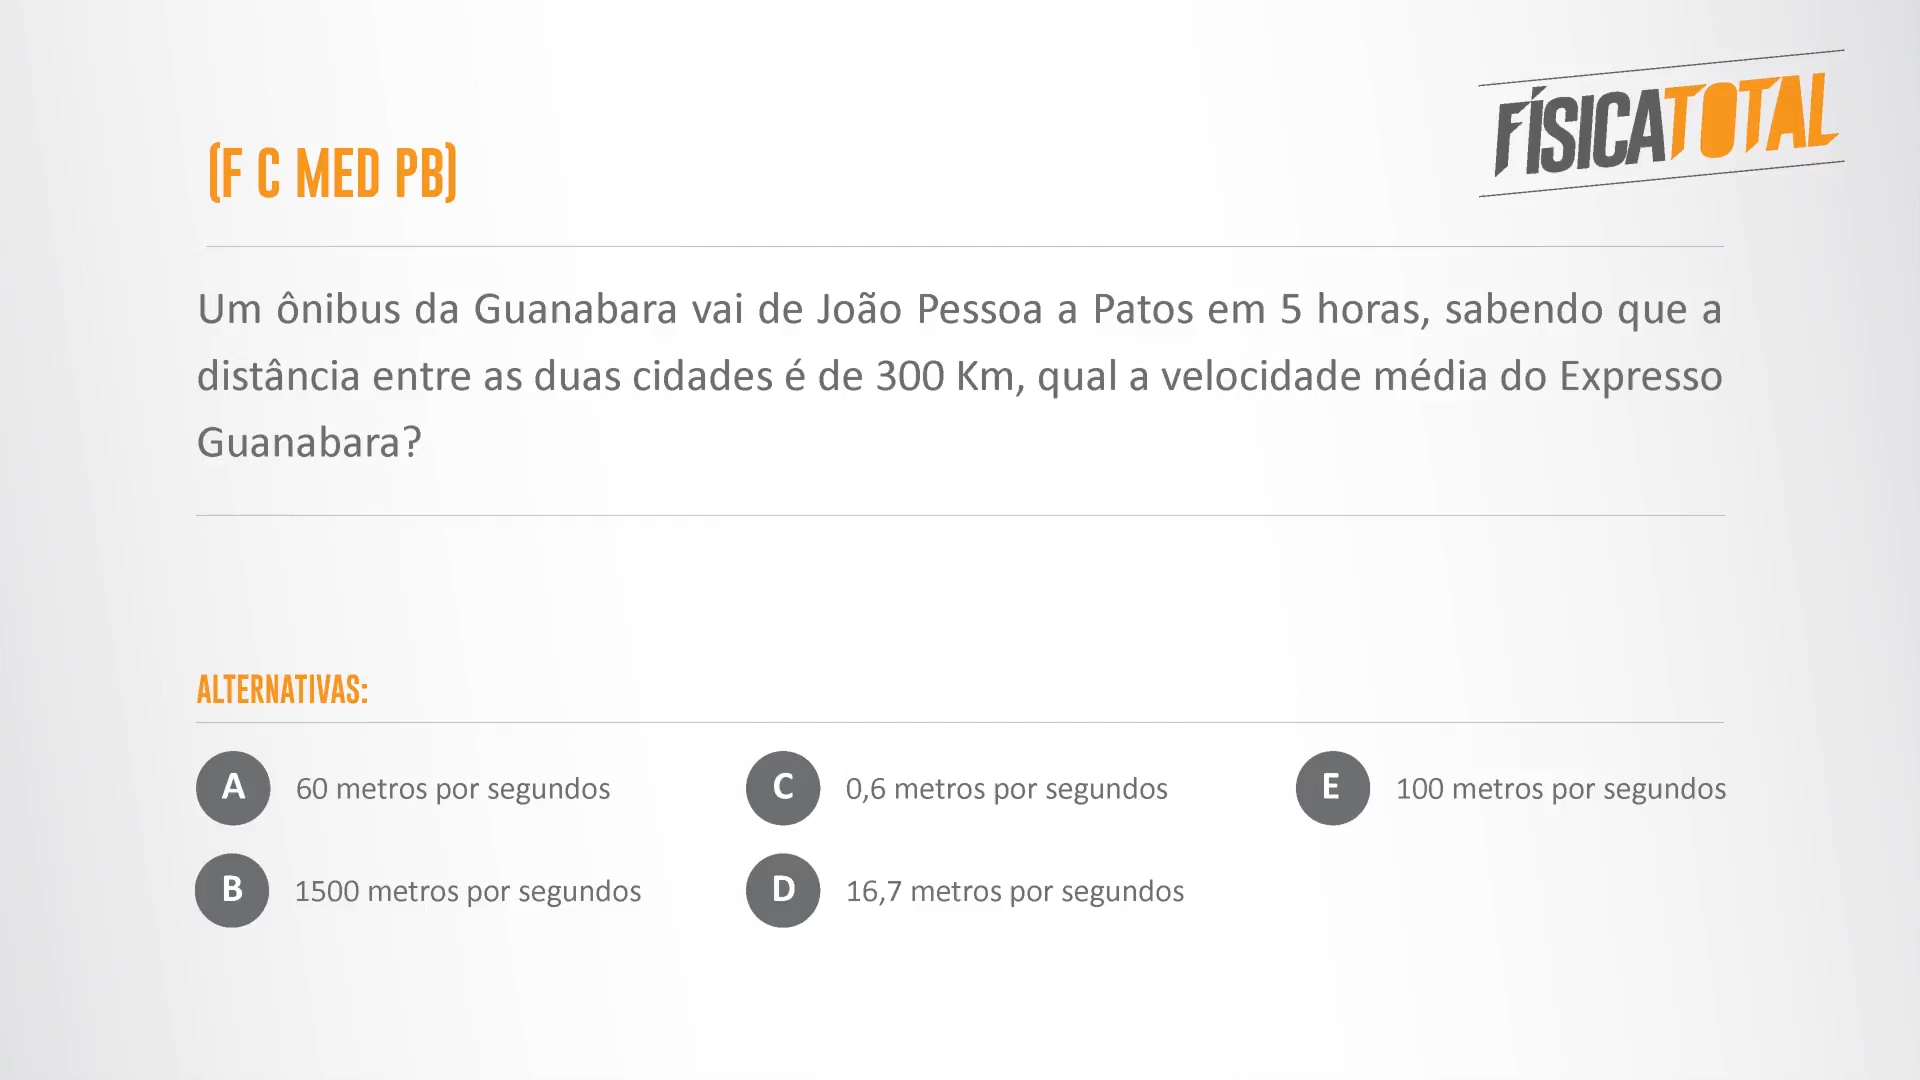 FÍSICATOTAL
(F C MED PB)
Um ônibus da Guanabara vai de João Pessoa a Patos em 5 horas, sabendo que a
distância entre as duas cidades é de 300 Km, qual a velocidade média do Expresso
Guanabara?
ALTERNATIVAS:
A 60 metros por segundos
C 0,6 metros por segundos
E 100 metros por segundos
B 1500 metros por segundos
D 16,7 metros por segundos